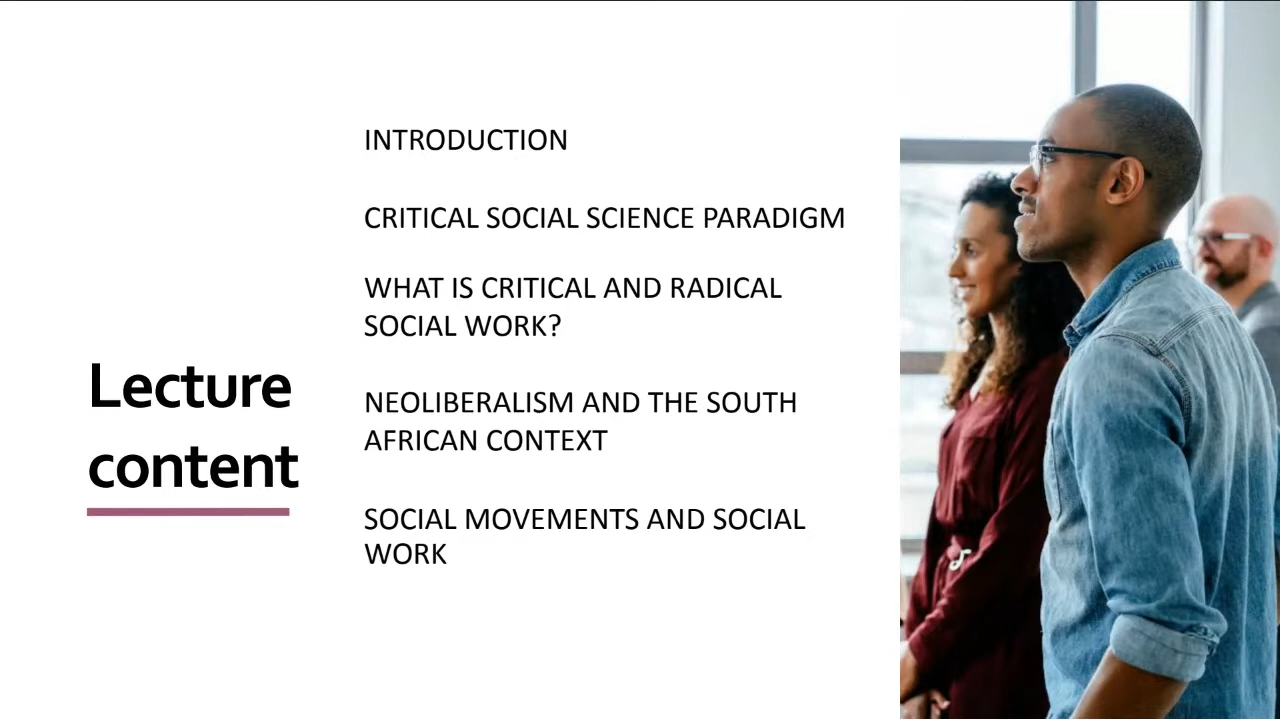 Lecture
content
INTRODUCTION
CRITICAL SOCIAL SCIENCE PARADIGM
WHAT IS CRITICAL AND RADICAL
SOCIAL WORK?
NEOLIBERALISM AND THE SOUTH
AFRICAN CONTEXT
SOCIAL MOVEMENTS AND SOCIAL
WORK